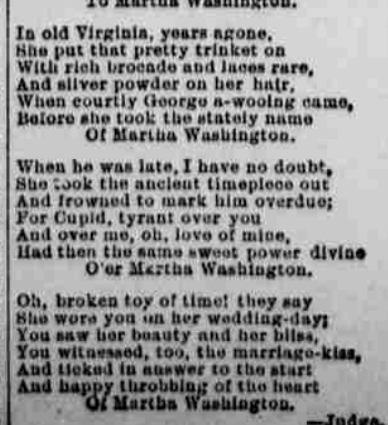 To Martha Washington.
In old Virginia, years agone,
She put that pretty trinket on
With rich brocade and laces rare,
And silver powder on her hair,
When courtly George a-wooing came,
Before she took the stately name
Of Martha Washington.
When he was late, I have no doubt,
She took the ancient timepiece out
And frowned to mark him overdue;
For Cupid, tyrant over you
And over me, oh, love of mine,
Had then the same sweet power divine
O'er Martha Washington.
Oh, broken toy of time! they say
She wore you on her wedding-day;
You saw her beauty and her bliss,
You witnessed, too, the marriage-kiss,
And ticked in answer to the start
And happy throbbing of the heart
Of Martha Washington.
—Judge.